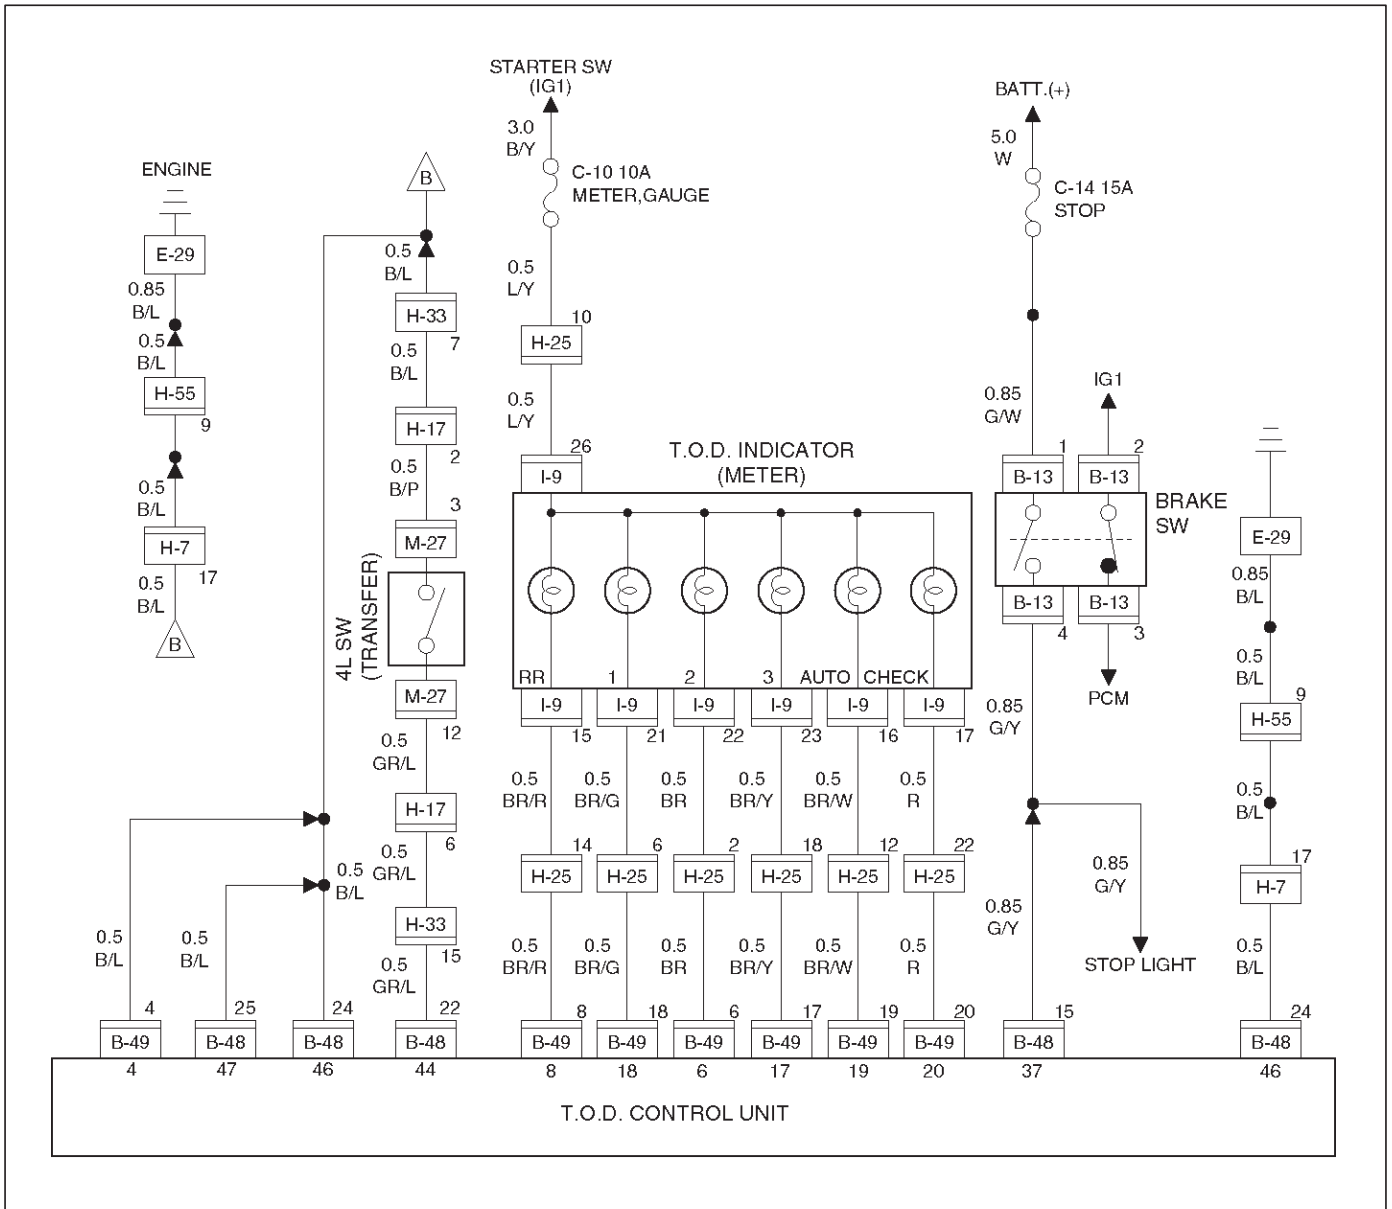 STARTER SW
(IG1)
BATT.(+)
3.0
B/Y
5.0
W
ENGINE
B
C-10 10A
METER,GAUGE
C-14 15A
STOP
E-29
0.5
B/L
0.85
B/L
0.5
L/Y
H-33
7
10
H-25
0.5
B/L
0.5
B/L
H-55
9
0.5
L/Y
0.85
G/W
IG1
H-17
2
T.O.D. INDICATOR
(METER)
26
I-9
1
B-13
2
B-13
0.5
B/L
0.5
B/P
3
M-27
BRAKE
SW
E-29
H-7
17
0.5
B/L
B
4L SW
(TRANSFER)
0.85
B/L
B-13
4
B-13
3
RR
1
2
3
AUTO
CHECK
0.5
B/L
PCM
M-27
12
I-9
15
I-9
21
I-9
22
I-9
23
I-9
16
I-9
17
0.85
G/Y
9
H-55
0.5
GR/L
0.5
BR/R
0.5
BR/G
0.5
BR
0.5
BR/Y
0.5
BR/W
0.5
R
0.5
B/L
H-17
6
14
H-25
6
H-25
2
H-25
18
H-25
12
H-25
22
H-25
0.5
B/L
0.5
GR/L
0.85
G/Y
17
H-7
H-33
15
0.85
G/Y
0.5
B/L
0.5
B/L
0.5
GR/L
0.5
BR/R
0.5
BR/G
0.5
BR
0.5
BR/Y
0.5
BR/W
0.5
R
STOP LIGHT
0.5
B/L
4
25
24
22
8
18
6
17
19
20
15
24
B-49
B-48
B-48
B-48
B-49
B-49
B-49
B-49
B-49
B-49
B-48
B-48
4
47
46
44
8
18
6
17
19
20
37
46
T.O.D. CONTROL UNIT